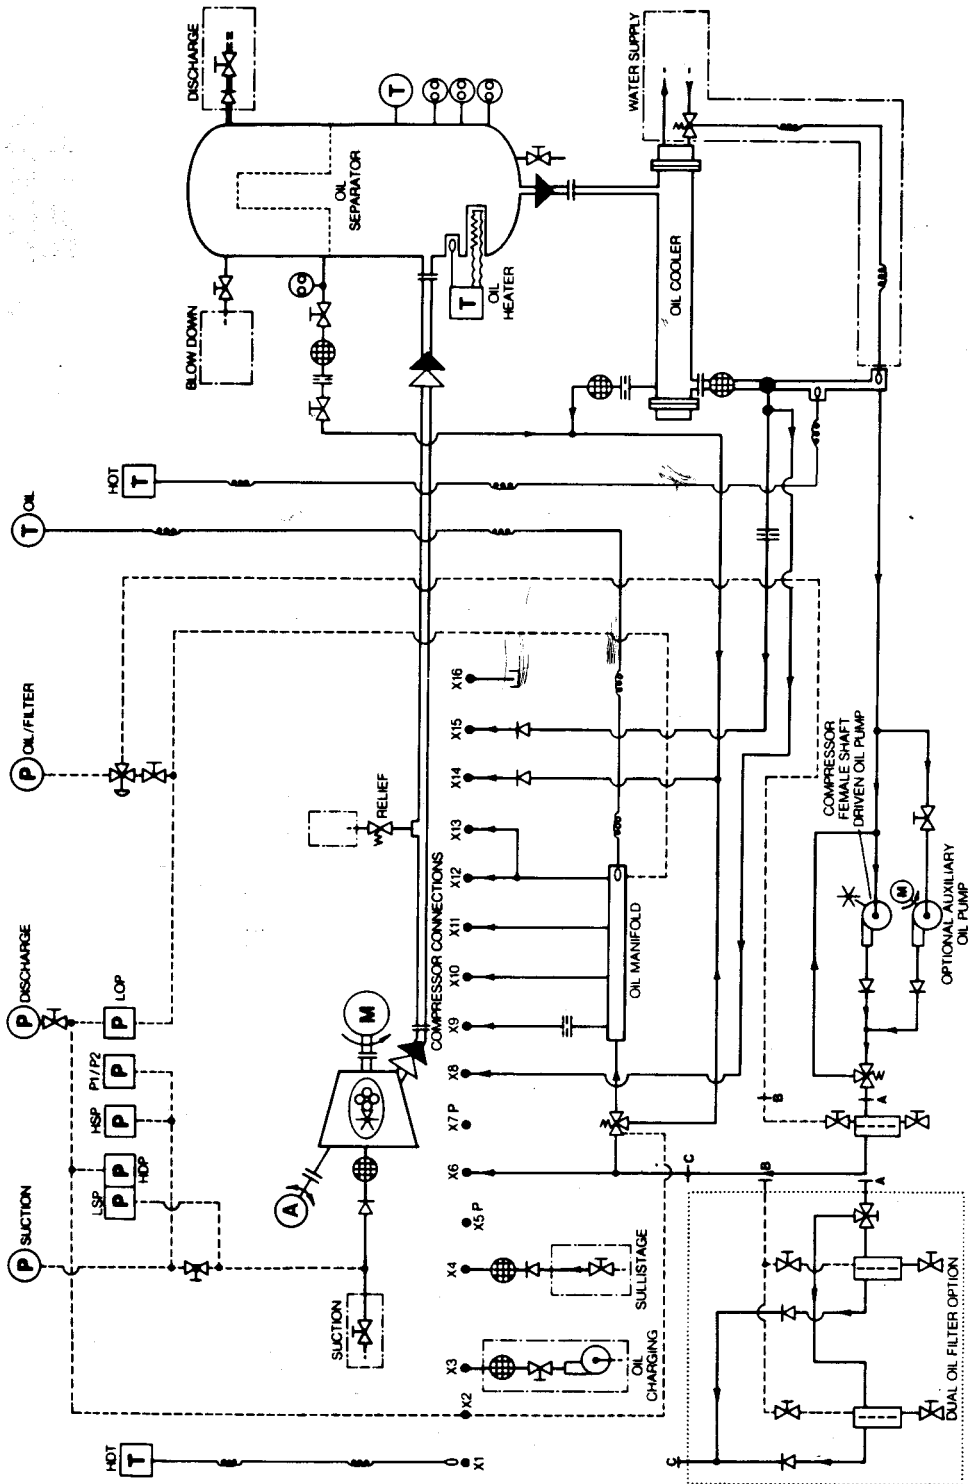 HDT
T
P
SUCTION
LSP
P
HDP
P
HSP
P
P1/P2
P
P
DISCHARGE
LOP
P
P
OIL/FILTER
T
OIL
HOT
T
BLOW DOWN
DISCHARGE
OIL
SEPARATOR
T
T
OIL
HEATER
SUCTION
A
M
RELIEF
COMPRESSOR CONNECTIONS
X1
X2
X3
X4
X5 P
X6
X7 P
X8
X9
X10
X11
X12
X13
X14
X15
X16
OIL
CHARGING
SULLISTAGE
OIL MANIFOLD
OIL COOLER
WATER SUPPLY
COMPRESSOR
FEMALE SHAFT
DRIVEN OIL PUMP
M
OPTIONAL AUXILIARY
OIL PUMP
C
C
B
B
A
A
DUAL OIL FILTER OPTION